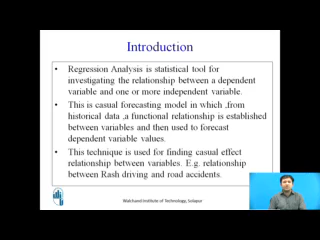 Introduction
• Regression Analysis is statistical tool for
investigating the relationship between a dependent
variable and one or more independent variable.
• This is casual forecasting model in which ,from
historical data ,a functional relationship is established
between variables and then used to forecast
dependent variable values.
• This technique is used for finding casual effect
relationship between variables. E.g. relationship
between Rash driving and road accidents.
Walchand Institute of Technology, Solapur